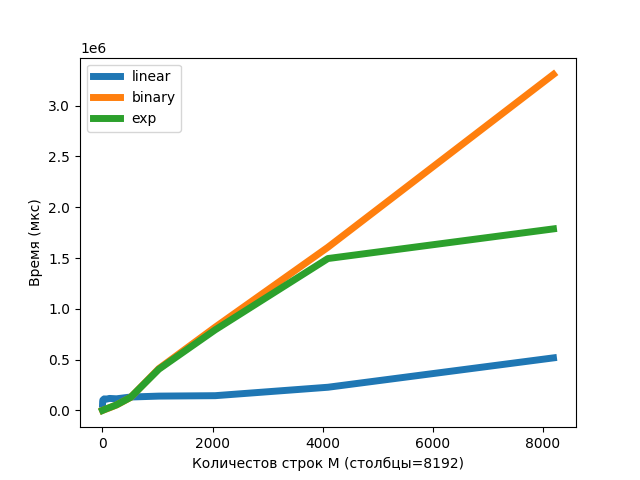 1e6
linear
binary
exp
3.0
2.5
2.0
1.5
1.0
0.5
0.0
Время (мкс)
0 2000 4000 6000 8000
Количестов строк M (столбцы=8192)